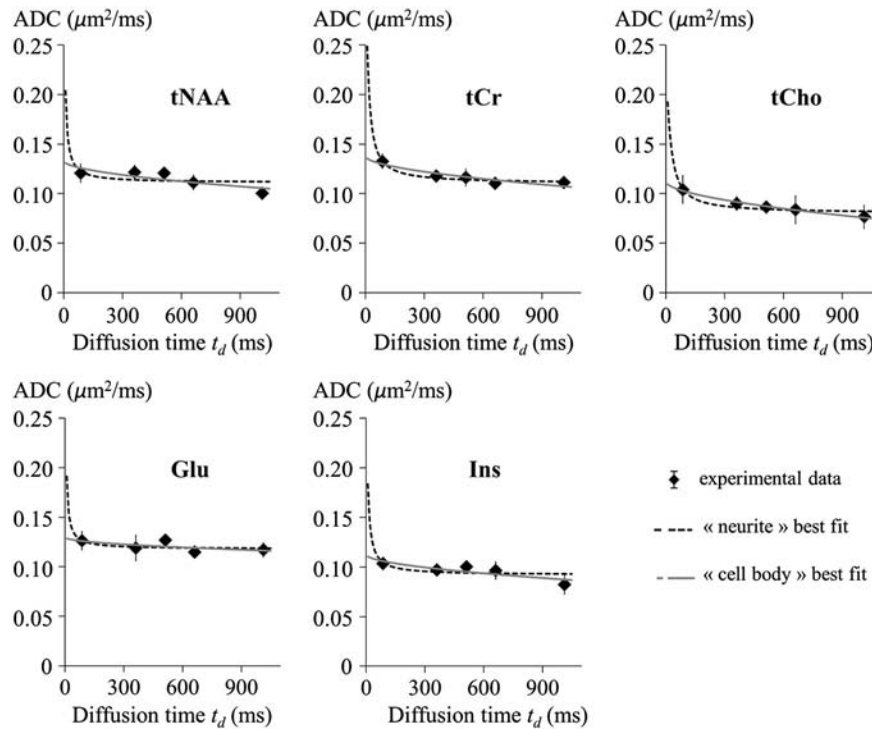 ADC (μm²/ms)
0.25
0.20
0.15
0.10
0.05
0
tNAA
0 300 600 900
Diffusion time t_d (ms)
ADC (μm²/ms)
0.25
0.20
0.15
0.10
0.05
0
tCr
0 300 600 900
Diffusion time t_d (ms)
ADC (μm²/ms)
0.25
0.20
0.15
0.10
0.05
0
tCho
0 300 600 900
Diffusion time t_d (ms)
ADC (μm²/ms)
0.25
0.20
0.15
0.10
0.05
0
Glu
0 300 600 900
Diffusion time t_d (ms)
ADC (μm²/ms)
0.25
0.20
0.15
0.10
0.05
0
Ins
0 300 600 900
Diffusion time t_d (ms)
experimental data
« neurite » best fit
« cell body » best fit